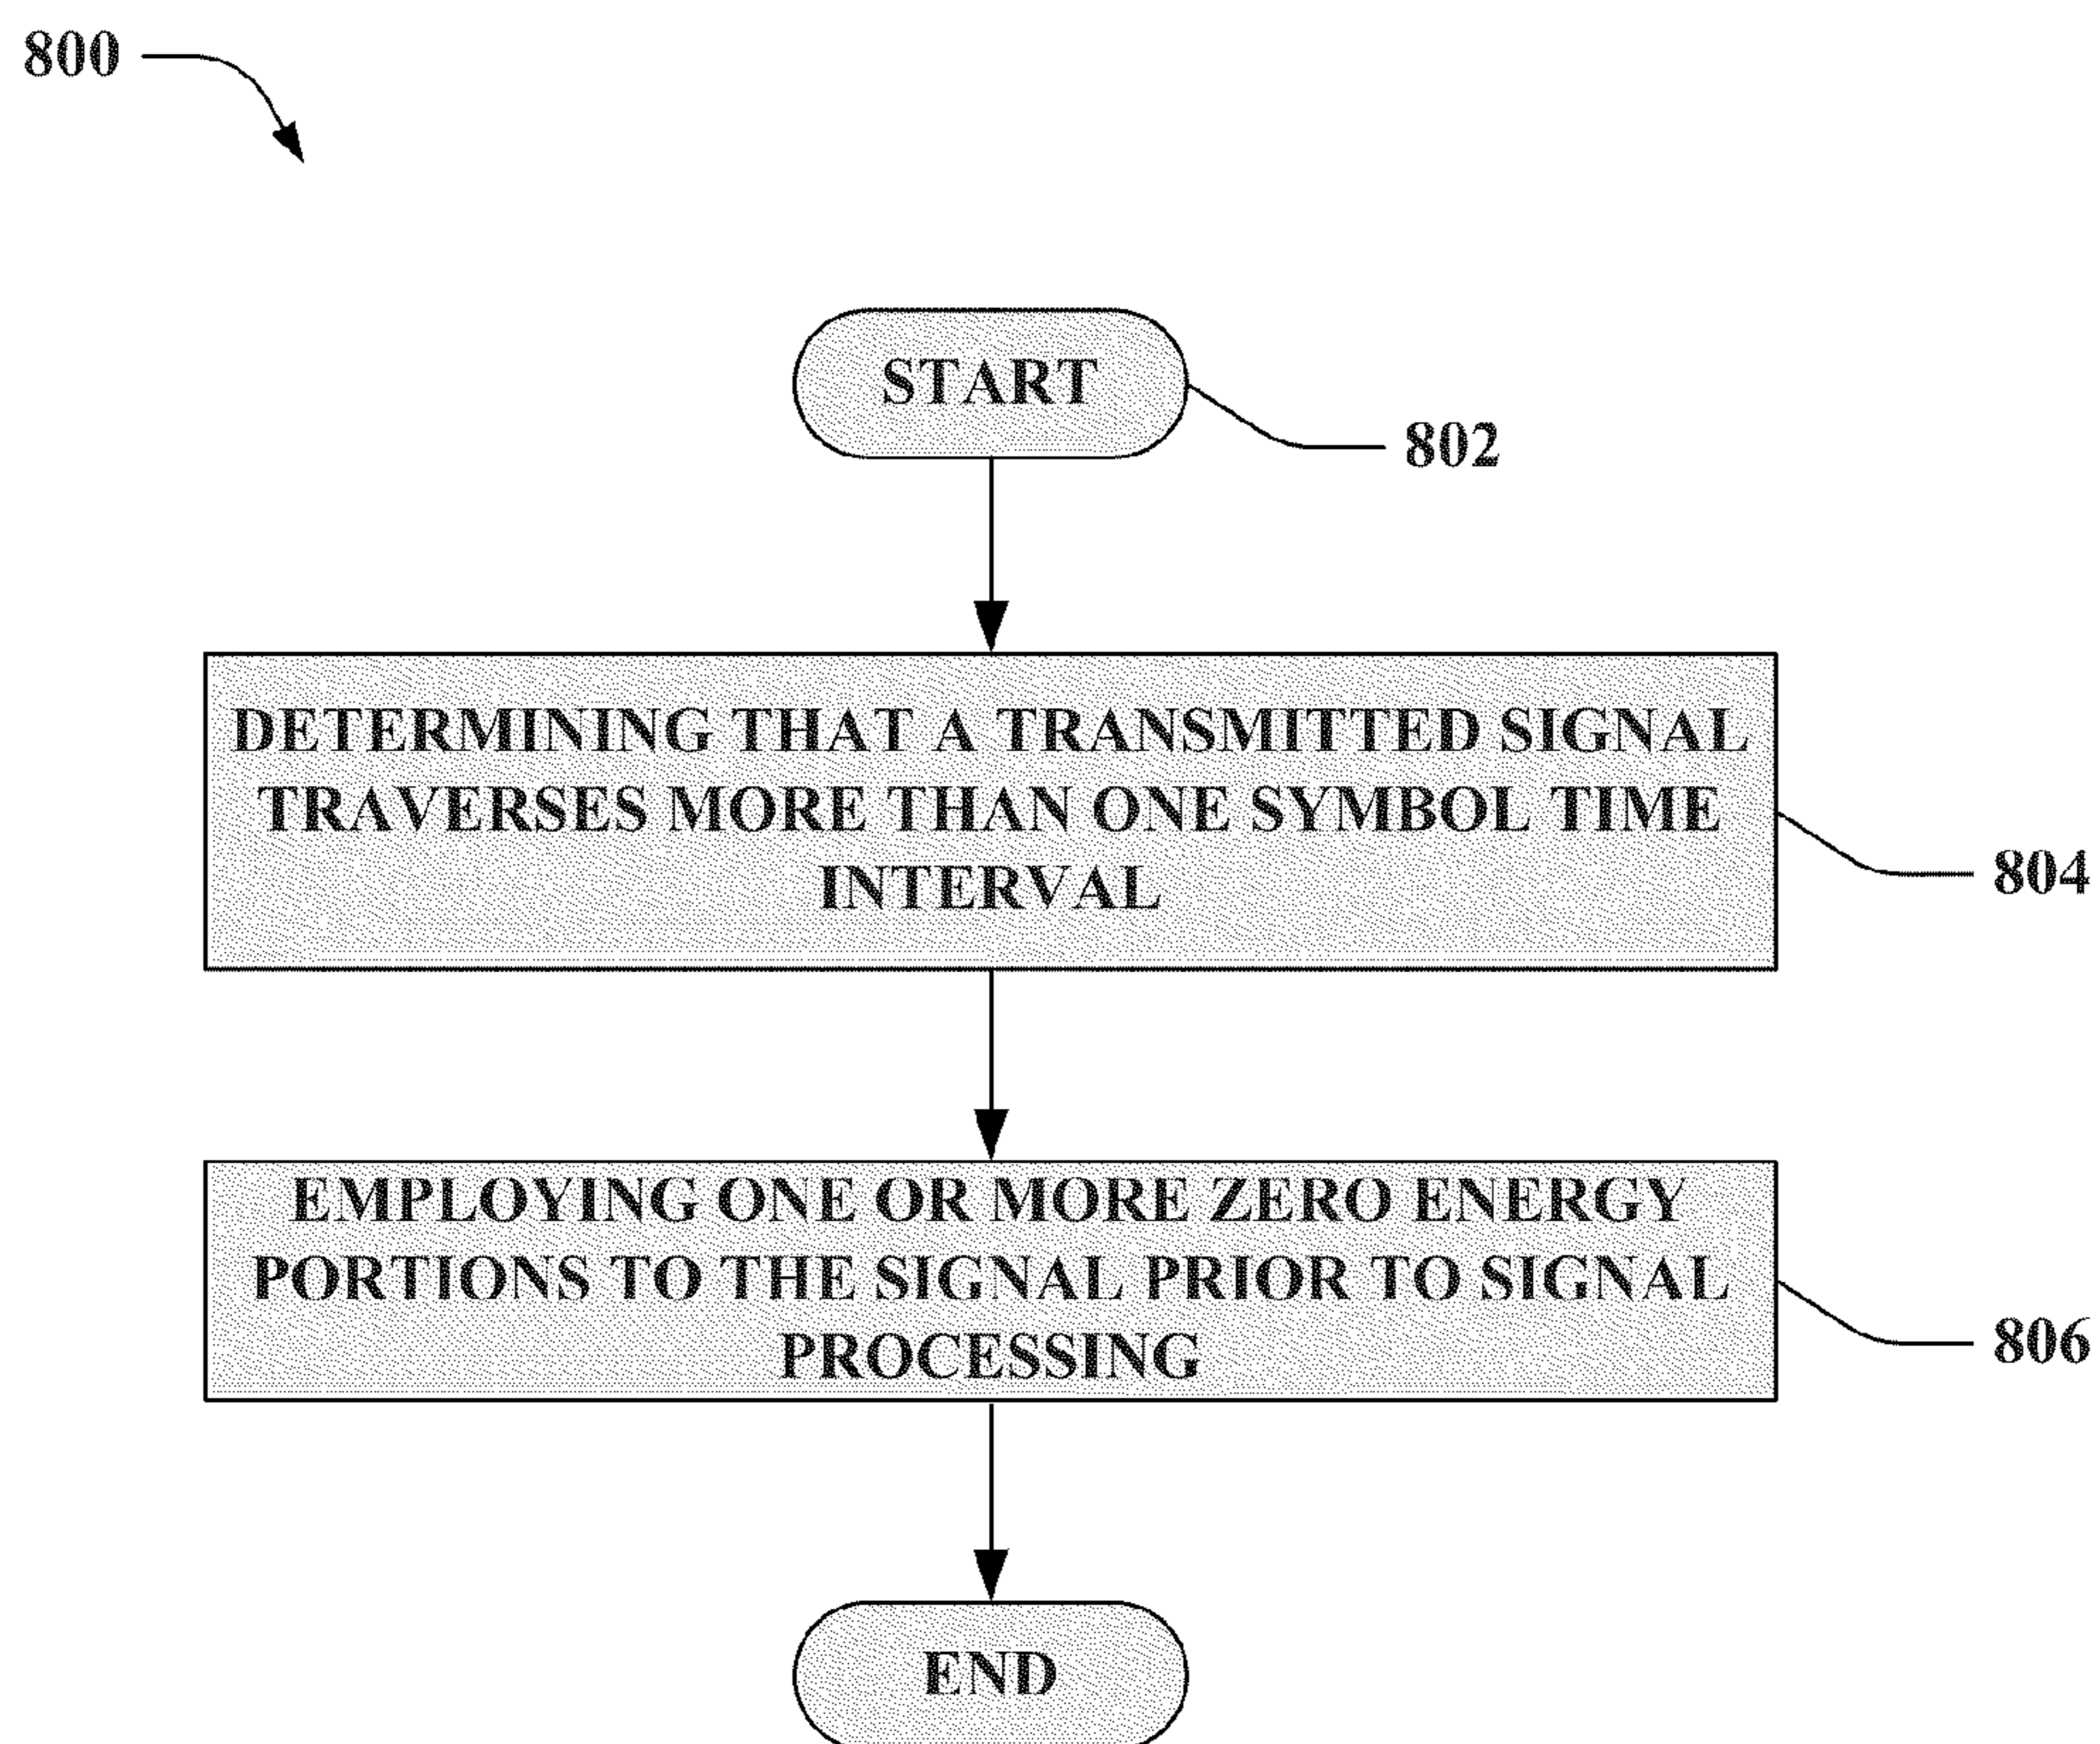 800
START
802
DETERMINING THAT A TRANSMITTED SIGNAL
TRAVERSES MORE THAN ONE SYMBOL TIME
INTERVAL
804
EMPLOYING ONE OR MORE ZERO ENERGY
PORTIONS TO THE SIGNAL PRIOR TO SIGNAL
PROCESSING
806
END